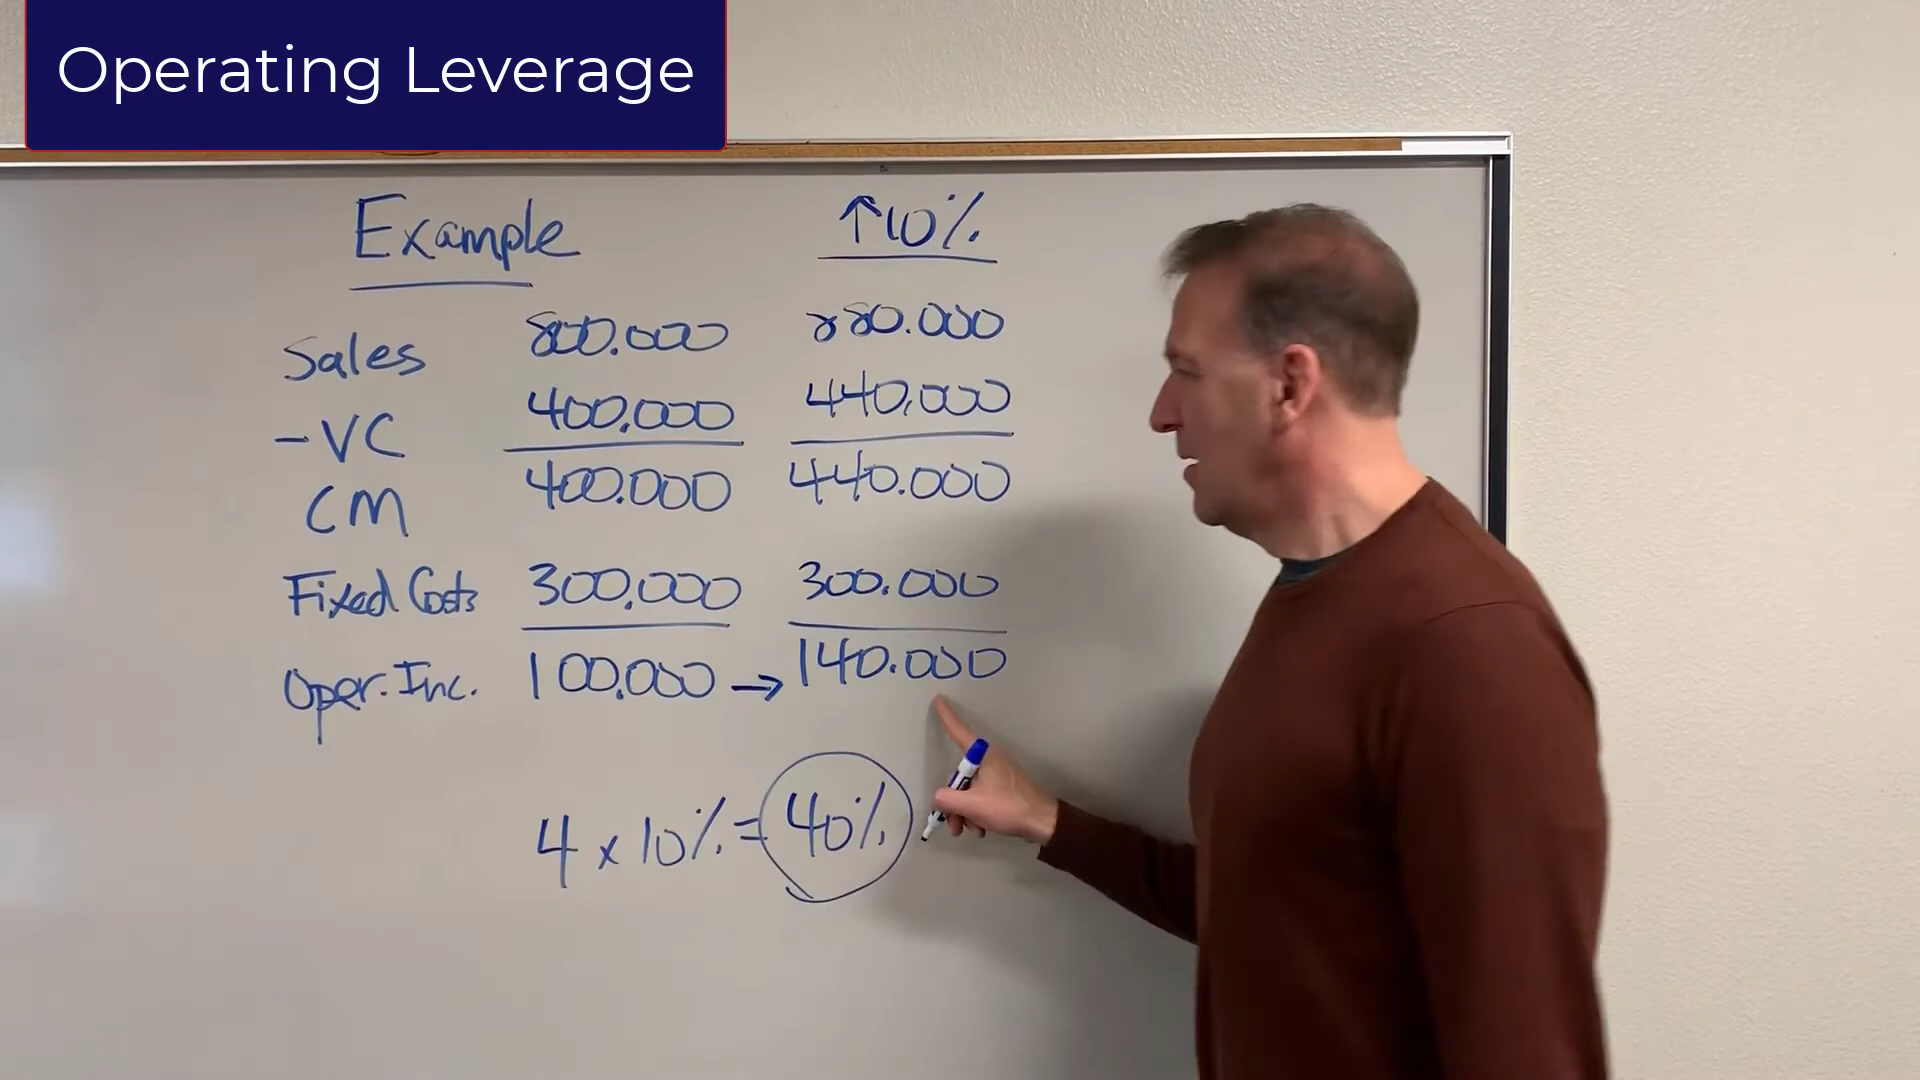 Operating Leverage
Example ↑10%
Sales 800.000 880.000
-VC 400.000 440,000
CM 400.000 440.000
Fixed Costs 300.000 300.000
Oper. Inc. 100.000 → 140.000
4 x 10% = 40%